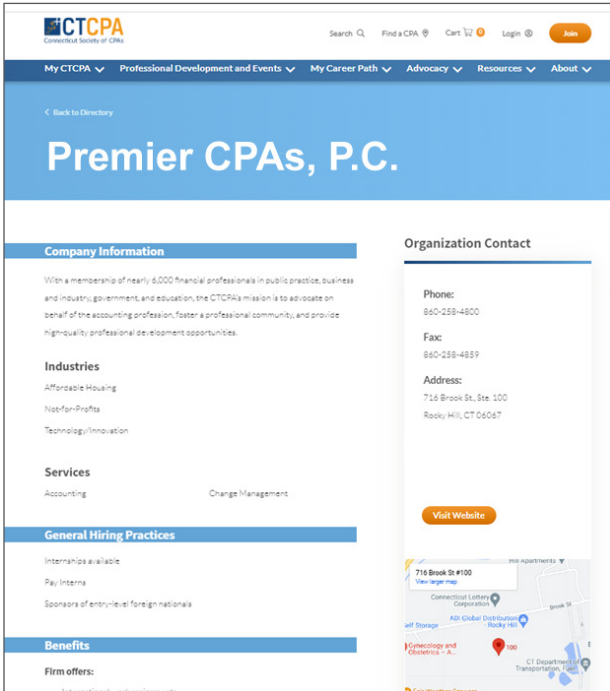 CTCPA
Connecticut Society of CPAs
Search
Find a CPA
Cart 0
Login
Join
My CTCPA
Professional Development and Events
My Career Path
Advocacy
Resources
About
< Back to Directory
Premier CPAs, P.C.
Company Information
With a membership of nearly 6,000 financial professionals in public practice, business
and industry, government, and education, the CTCPA's mission is to advocate on
behalf of the accounting profession, foster a professional community, and provide
high-quality professional development opportunities.
Industries
Affordable Housing
Not-for-Profits
Technology/Innovation
Services
Accounting
Change Management
General Hiring Practices
Internships available
Pay Interns
Sponsors of entry-level foreign nationals
Benefits
Firm offers:
Organization Contact
Phone:
860-258-4800
Fax:
860-258-4859
Address:
716 Brook St., Ste. 100
Rocky Hill, CT 06067
Visit Website
Hill Apartments
716 Brook St #100
View larger map
Connecticut Lottery
Corporation
Brook St
ADI Global Distribution
- Rocky Hill
Self Storage
Gynecology and
Obstetrics – A...
100
CT Department of
Transportation, Fuel